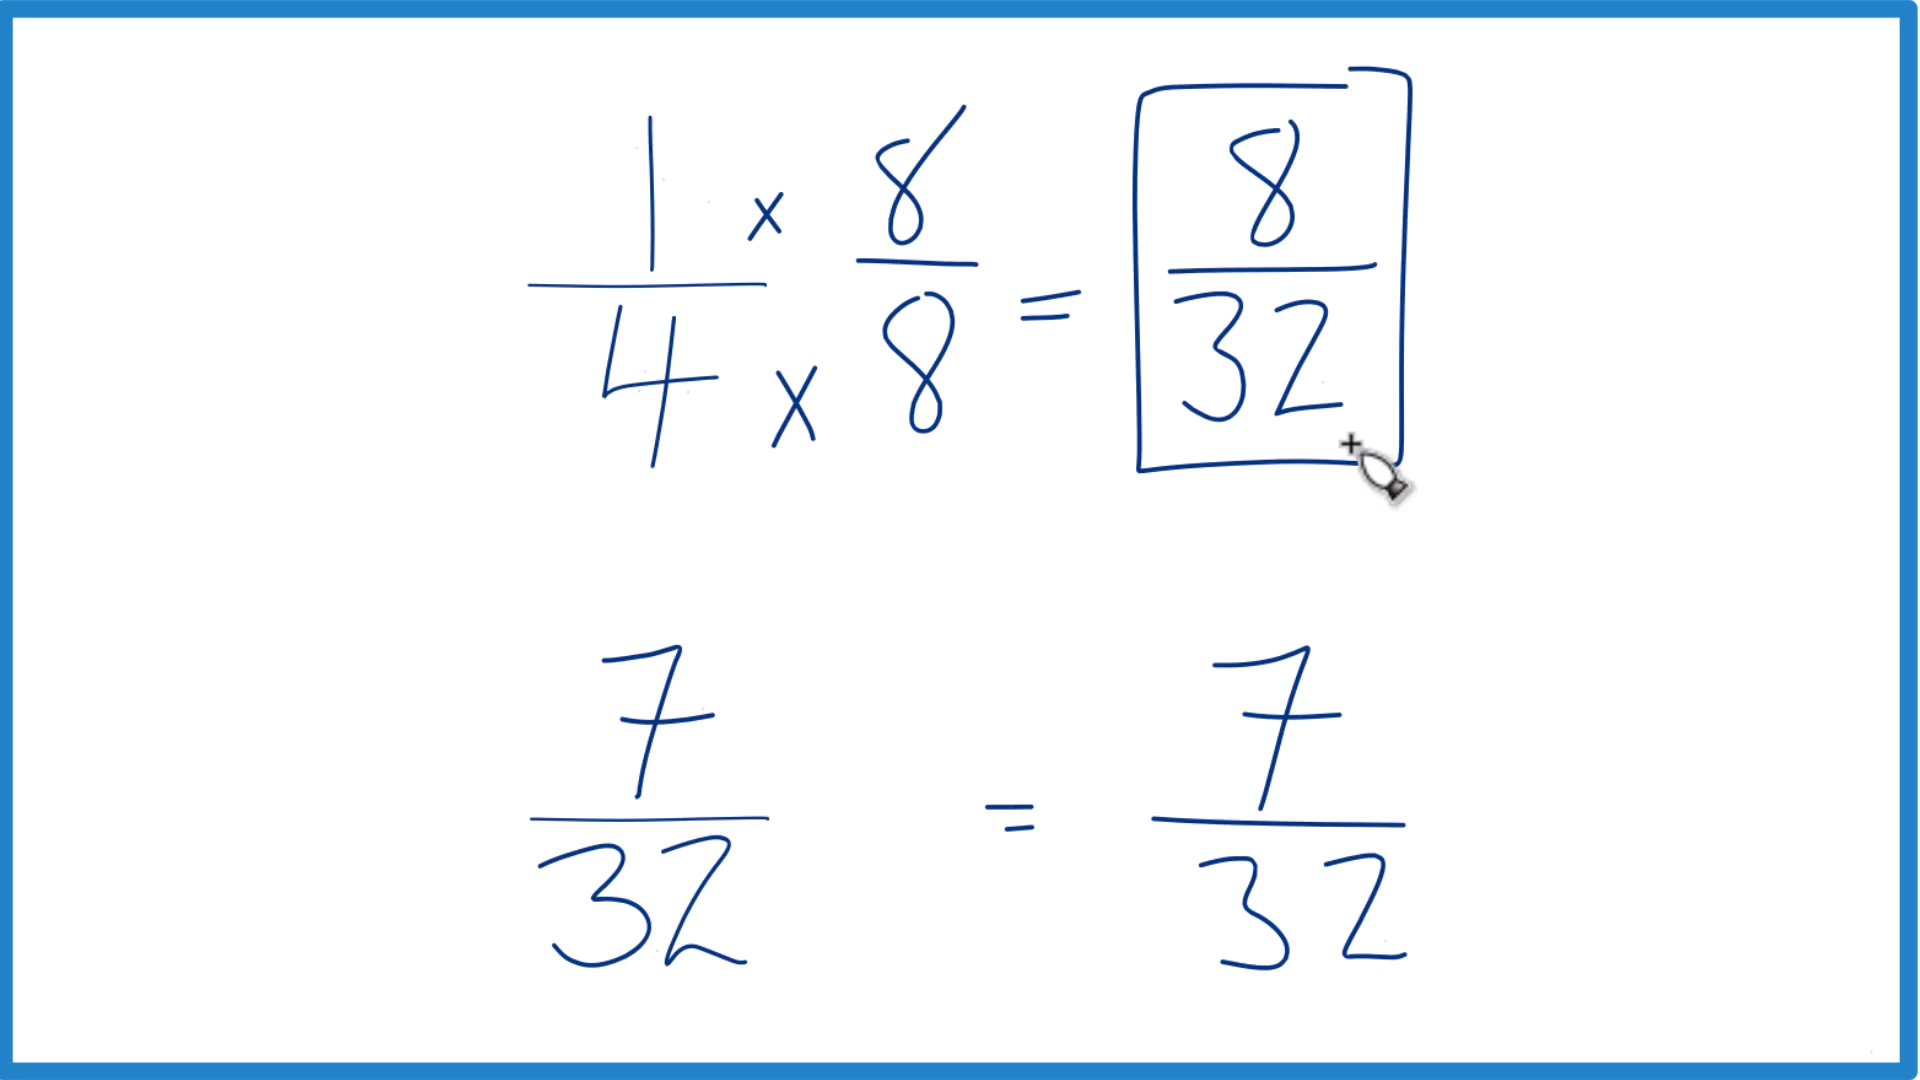 1/4 × 8/8 = 8/32
7/32 = 7/32